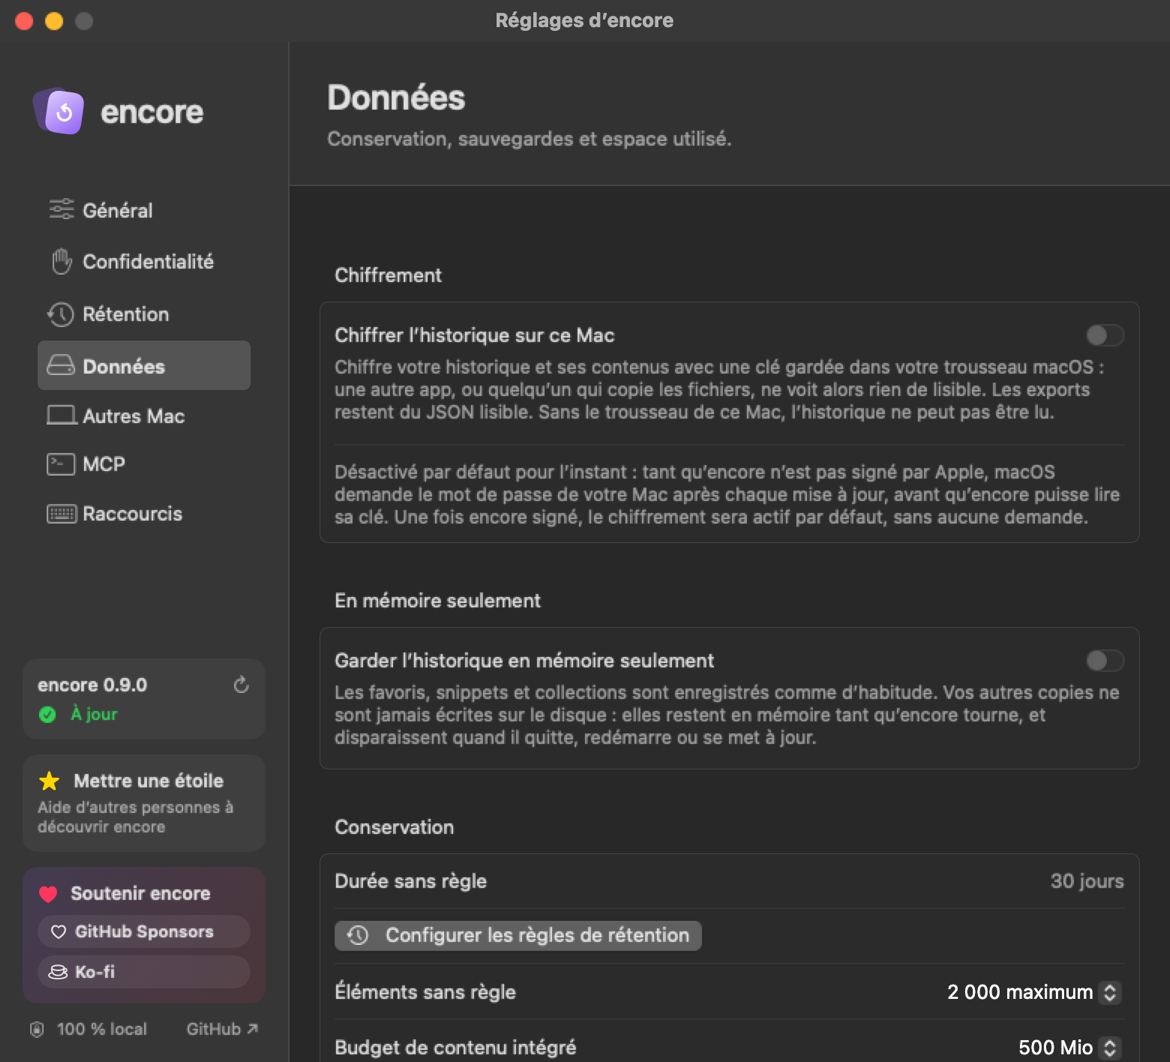 Réglages d’encore
encore
Général
Confidentialité
Rétention
Données
Autres Mac
MCP
Raccourcis
encore 0.9.0
À jour
Mettre une étoile
Aide d’autres personnes à
découvrir encore
Soutenir encore
GitHub Sponsors
Ko-fi
100 % local
GitHub ↗
Données
Conservation, sauvegardes et espace utilisé.
Chiffrement
Chiffrer l’historique sur ce Mac
Chiffre votre historique et ses contenus avec une clé gardée dans votre trousseau macOS :
une autre app, ou quelqu’un qui copie les fichiers, ne voit alors rien de lisible. Les exports
restent du JSON lisible. Sans le trousseau de ce Mac, l’historique ne peut pas être lu.
Désactivé par défaut pour l’instant : tant qu’encore n’est pas signé par Apple, macOS
demande le mot de passe de votre Mac après chaque mise à jour, avant qu’encore puisse lire
sa clé. Une fois encore signé, le chiffrement sera actif par défaut, sans aucune demande.
En mémoire seulement
Garder l’historique en mémoire seulement
Les favoris, snippets et collections sont enregistrés comme d’habitude. Vos autres copies ne
sont jamais écrites sur le disque : elles restent en mémoire tant qu’encore tourne, et
disparaissent quand il quitte, redémarre ou se met à jour.
Conservation
Durée sans règle
30 jours
Configurer les règles de rétention
Éléments sans règle
2 000 maximum
Budget de contenu intégré
500 Mio